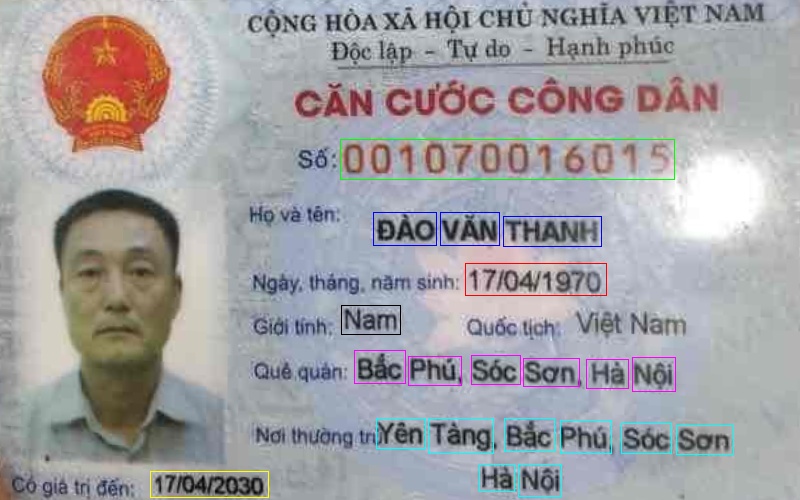 CỘNG HÒA XÃ HỘI CHỦ NGHĨA VIỆT NAM
Độc lập - Tự do - Hạnh phúc
CĂN CƯỚC CÔNG DÂN
Số: 001070016015
Họ và tên: ĐÀO VĂN THANH
Ngày, tháng, năm sinh: 17/04/1970
Giới tính: Nam Quốc tịch: Việt Nam
Quê quán: Bắc Phú, Sóc Sơn, Hà Nội
Nơi thường trú: Yên Tàng, Bắc Phú, Sóc Sơn
Hà Nội
Có giá trị đến: 17/04/2030